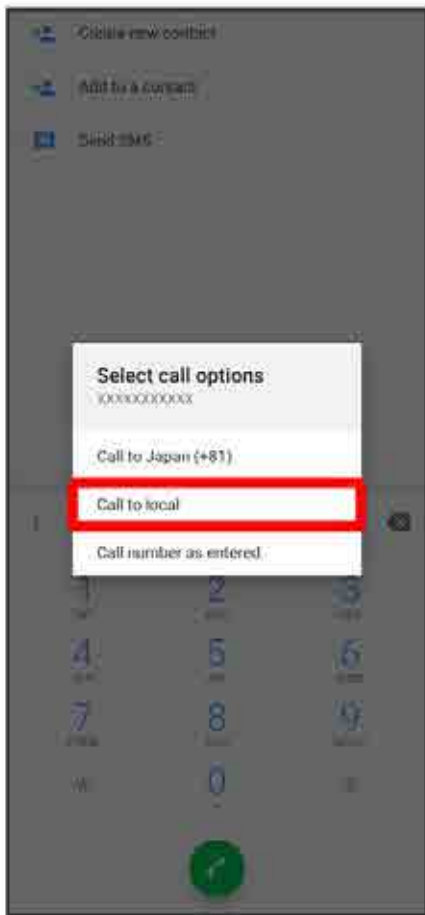 Create new contact
Add to a contact
Send SMS
Select call options
XXXXXXXXXXX
Call to Japan (+81)
Call to local
Call number as entered
1 2 3
4 5 6
7 8 9
0